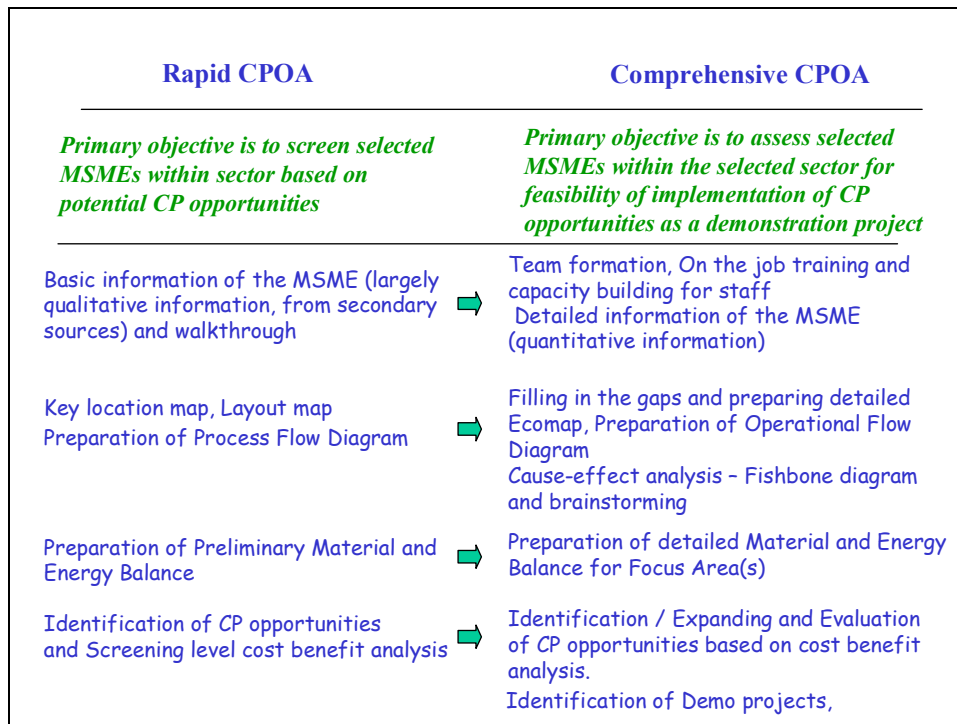 Rapid CPOA
Comprehensive CPOA
Primary objective is to screen selected
MSMEs within sector based on
potential CP opportunities
Primary objective is to assess selected
MSMEs within the selected sector for
feasibility of implementation of CP
opportunities as a demonstration project
Basic information of the MSME (largely
qualitative information, from secondary
sources) and walkthrough
Team formation, On the job training and
capacity building for staff
Detailed information of the MSME
(quantitative information)
Key location map, Layout map
Preparation of Process Flow Diagram
Filling in the gaps and preparing detailed
Ecomap, Preparation of Operational Flow
Diagram
Cause-effect analysis – Fishbone diagram
and brainstorming
Preparation of Preliminary Material and
Energy Balance
Preparation of detailed Material and Energy
Balance for Focus Area(s)
Identification of CP opportunities
and Screening level cost benefit analysis
Identification / Expanding and Evaluation
of CP opportunities based on cost benefit
analysis.
Identification of Demo projects,